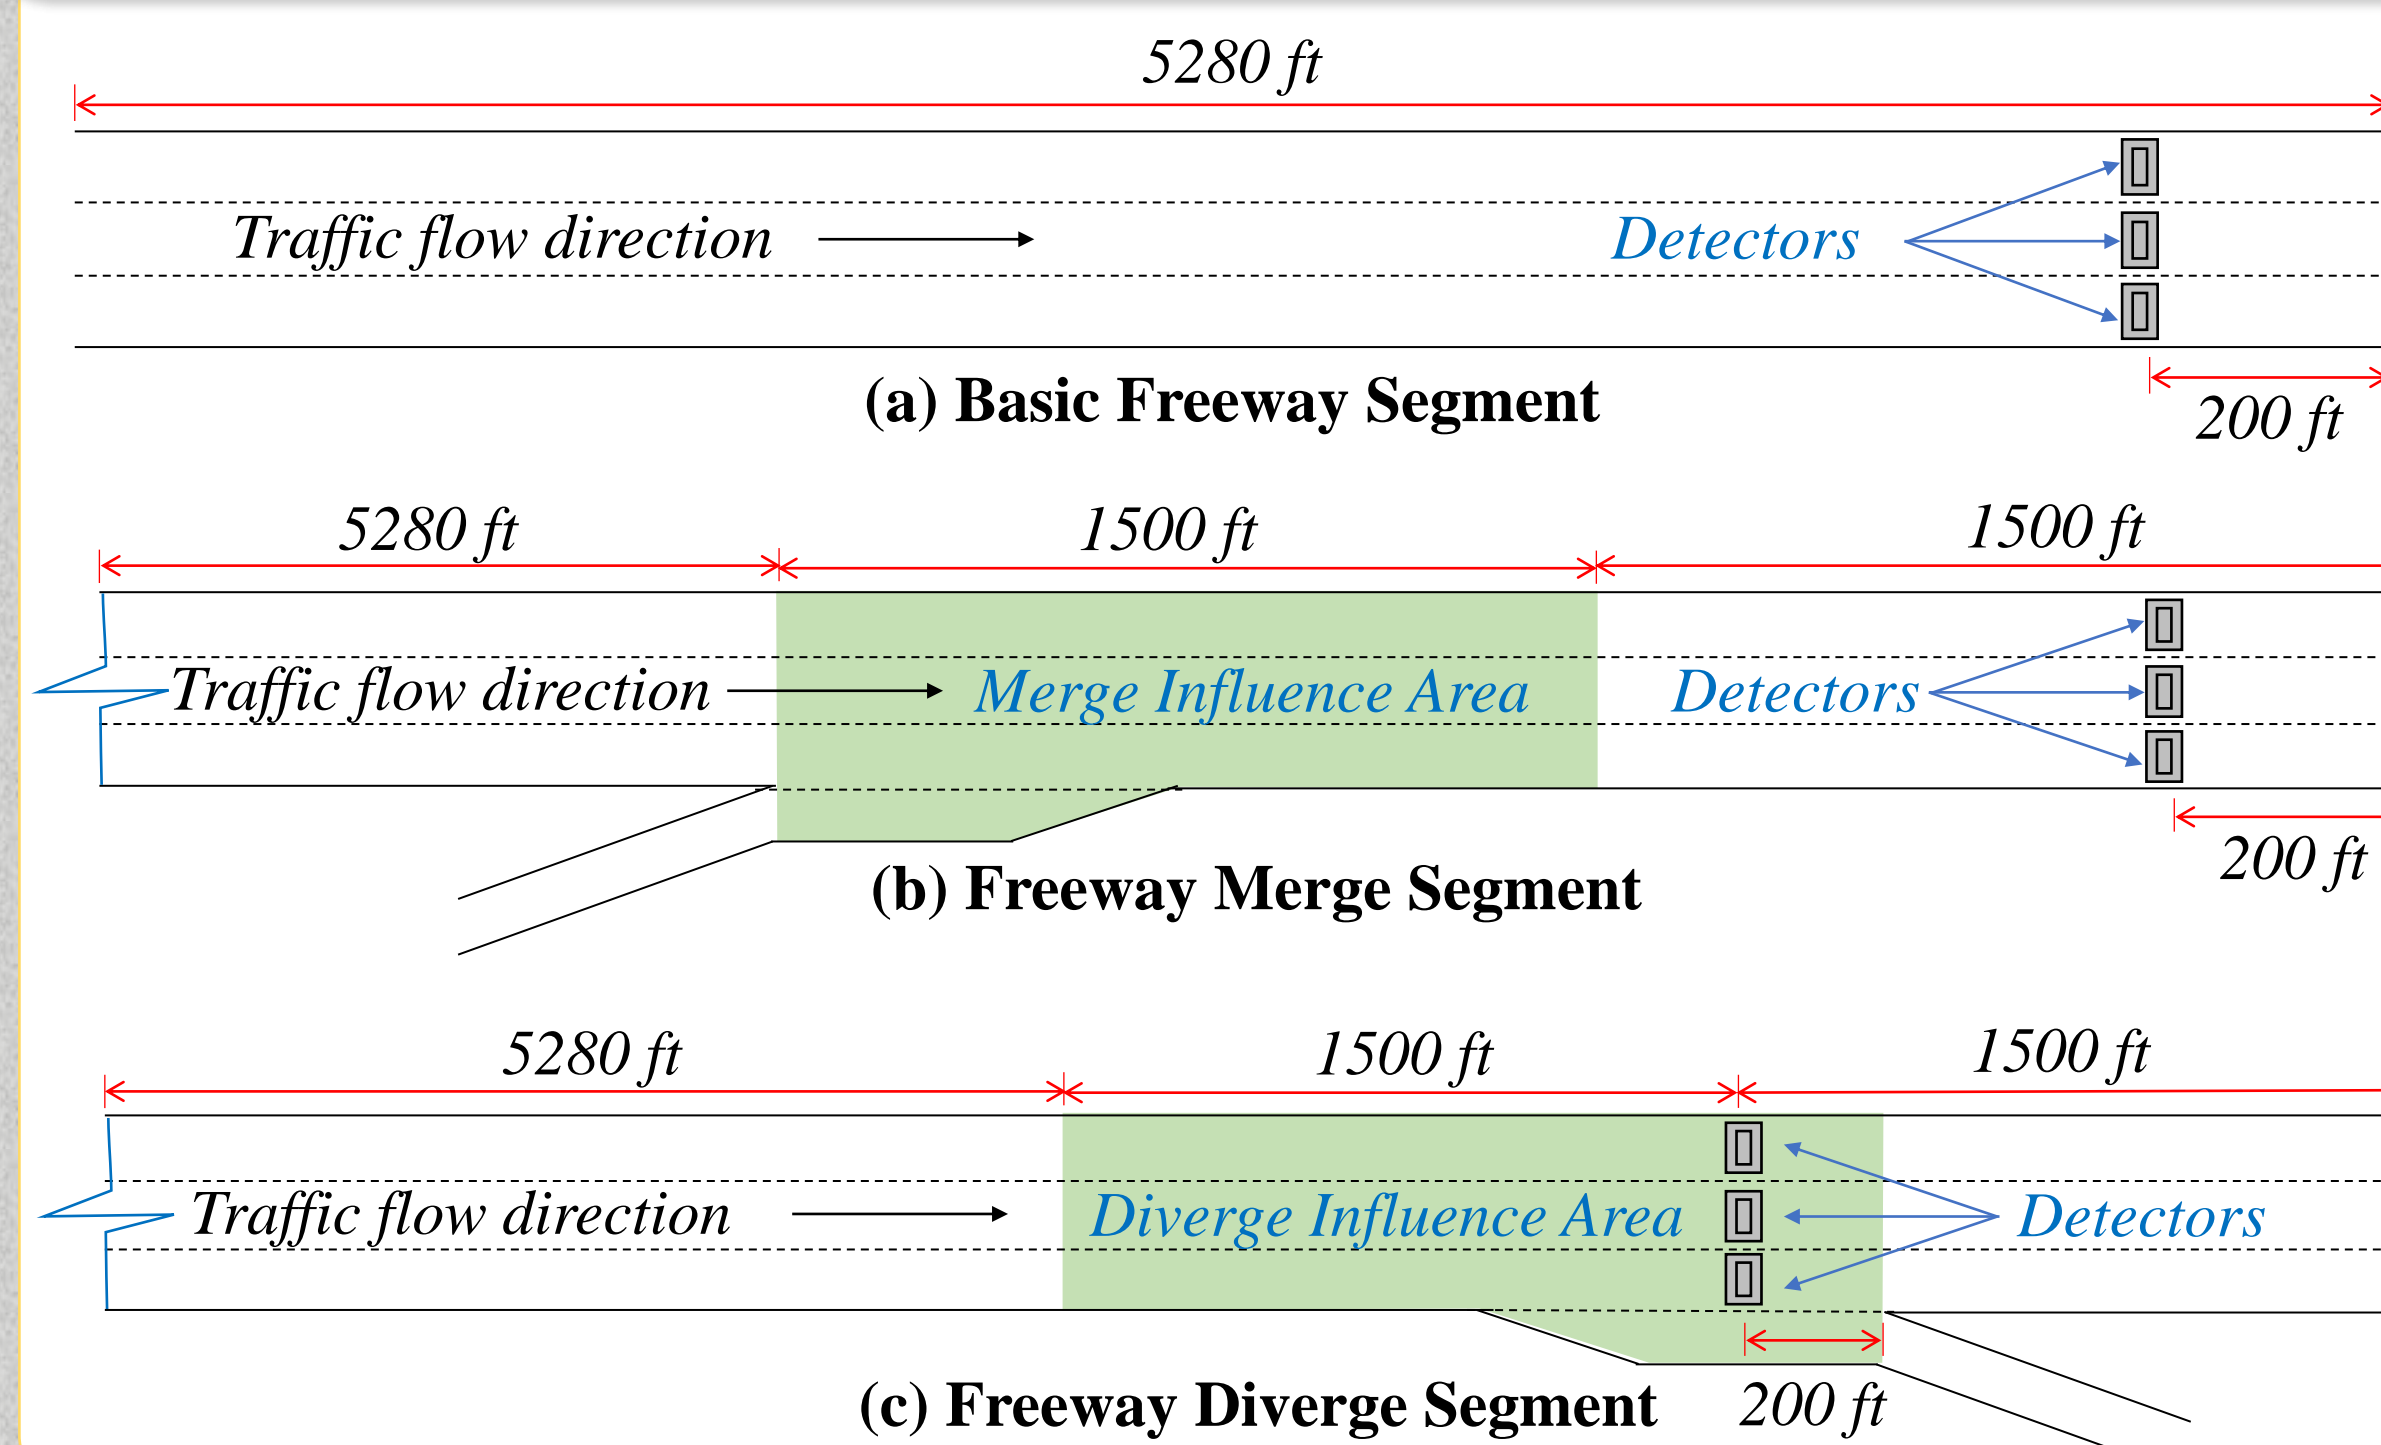 5280 ft
Traffic flow direction
Detectors
(a) Basic Freeway Segment
200 ft
5280 ft
1500 ft
1500 ft
Traffic flow direction
Merge Influence Area
Detectors
200 ft
(b) Freeway Merge Segment
5280 ft
1500 ft
1500 ft
Traffic flow direction
Diverge Influence Area
Detectors
(c) Freeway Diverge Segment
200 ft